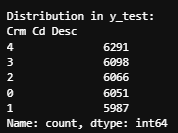 Distribution in y_test:
Crm Cd Desc
4    6291
3    6098
2    6066
0    6051
1    5987
Name: count, dtype: int64